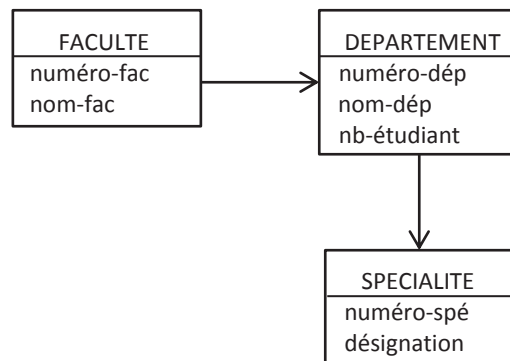 FACULTE
numéro-fac
nom-fac
DEPARTEMENT
numéro-dép
nom-dép
nb-étudiant
SPECIALITE
numéro-spé
désignation